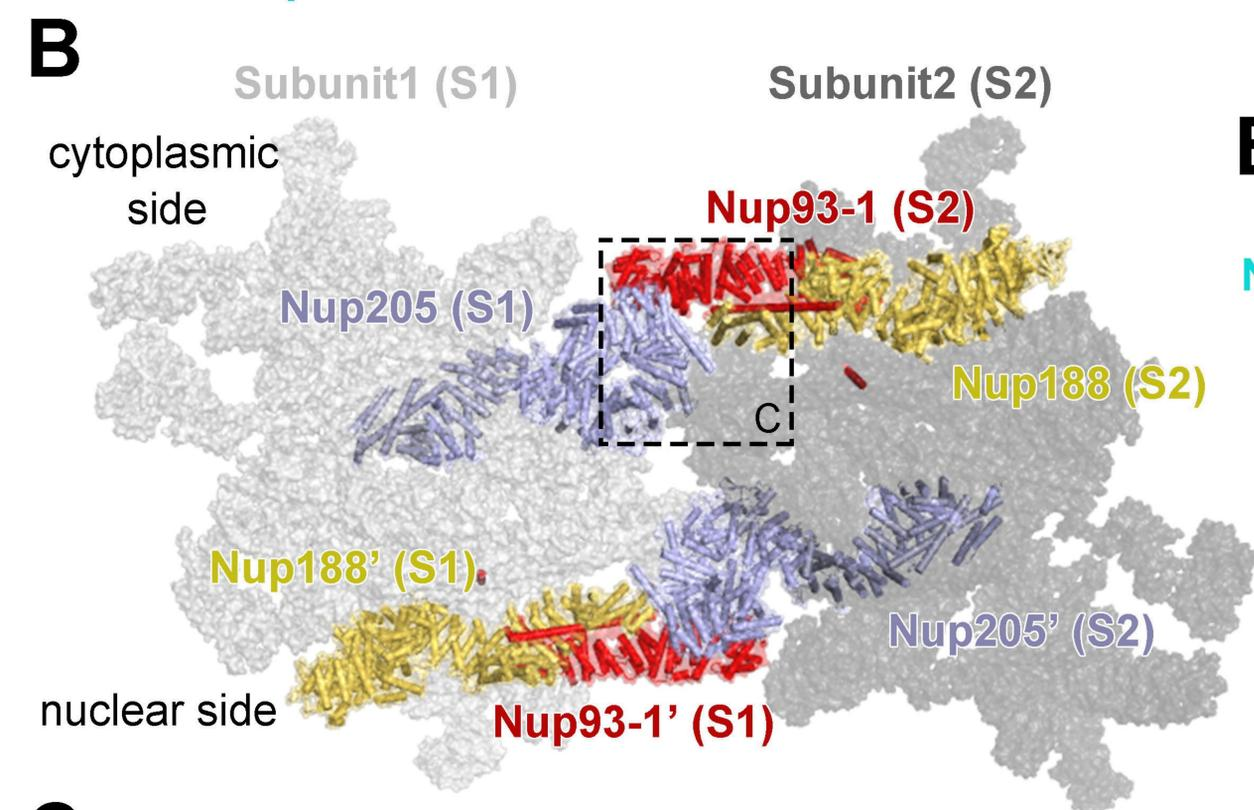 B
Subunit1 (S1)
Subunit2 (S2)
cytoplasmic
side
Nup93-1 (S2)
Nup205 (S1)
Nup188 (S2)
C
Nup188’ (S1)
Nup205’ (S2)
nuclear side
Nup93-1’ (S1)